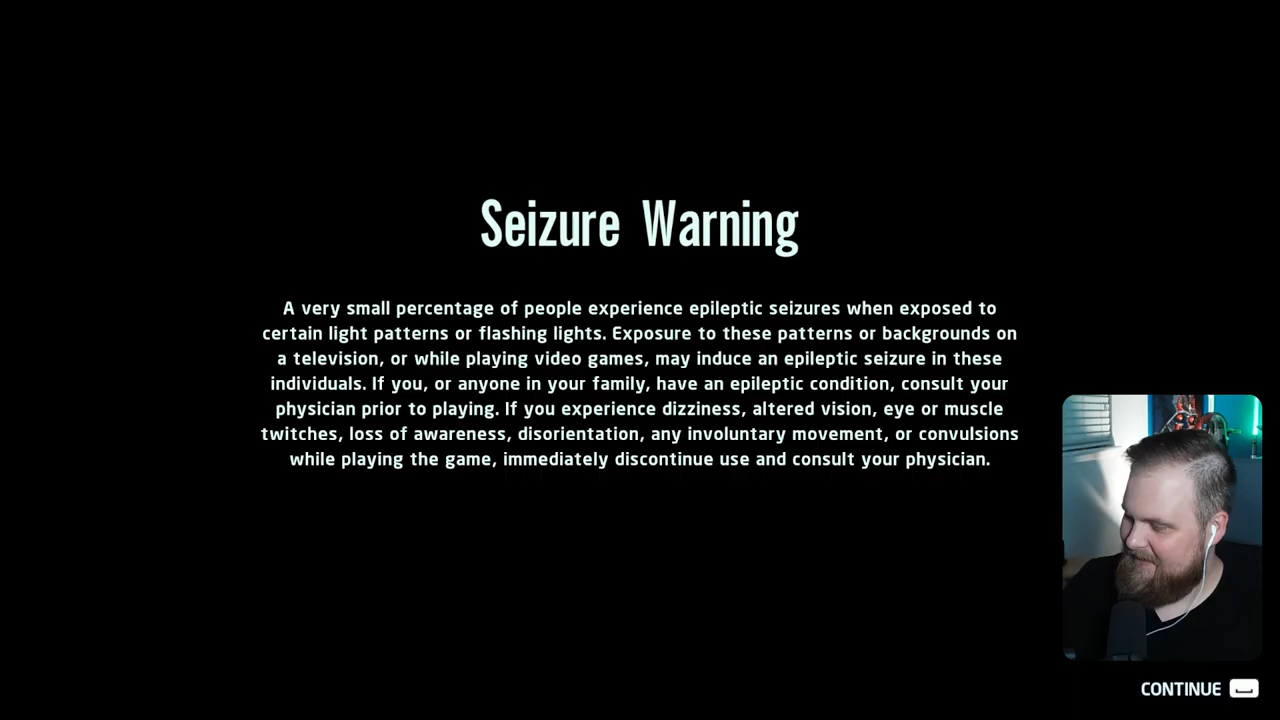 Seizure Warning
A very small percentage of people experience epileptic seizures when exposed to
certain light patterns or flashing lights. Exposure to these patterns or backgrounds on
a television, or while playing video games, may induce an epileptic seizure in these
individuals. If you, or anyone in your family, have an epileptic condition, consult your
physician prior to playing. If you experience dizziness, altered vision, eye or muscle
twitches, loss of awareness, disorientation, any involuntary movement, or convulsions
while playing the game, immediately discontinue use and consult your physician.
CONTINUE